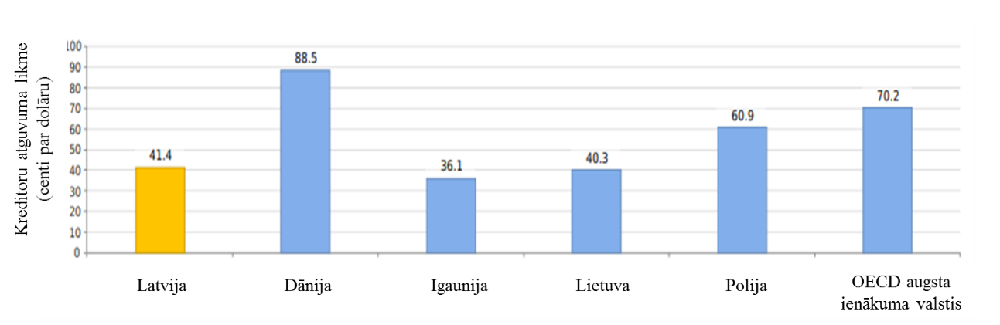 Kreditoru atguvuma likme
(centi par dolāru)
100
90
80
70
60
50
40
30
20
10
0
41.4
88.5
36.1
40.3
60.9
70.2
Latvija
Dānija
Igaunija
Lietuva
Polija
OECD augsta
ienākuma valstis